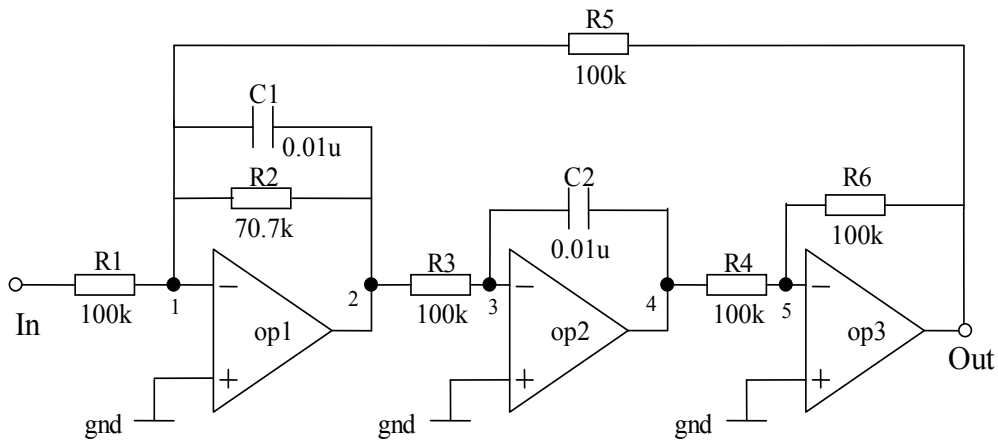 R5
100k
C1
0.01u
R2
70.7k
C2
0.01u
R6
100k
R1
100k
In
1
−
+
op1
gnd
2
R3
100k
3
−
+
op2
gnd
4
R4
100k
5
−
+
op3
gnd
Out